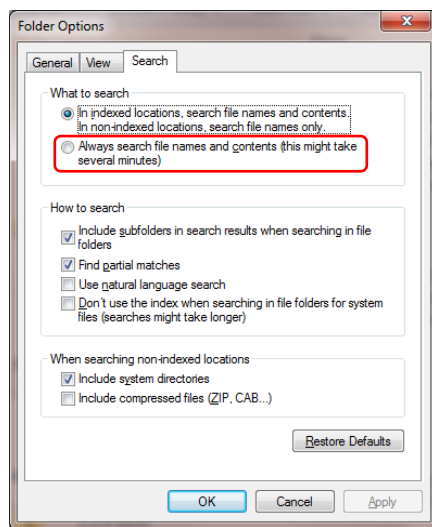 Folder Options
General View Search
What to search
In indexed locations, search file names and contents.
In non-indexed locations, search file names only.
Always search file names and contents (this might take
several minutes)
How to search
Include subfolders in search results when searching in file
folders
Find partial matches
Use natural language search
Don't use the index when searching in file folders for system
files (searches might take longer)
When searching non-indexed locations
Include system directories
Include compressed files (ZIP, CAB...)
Restore Defaults
OK Cancel Apply